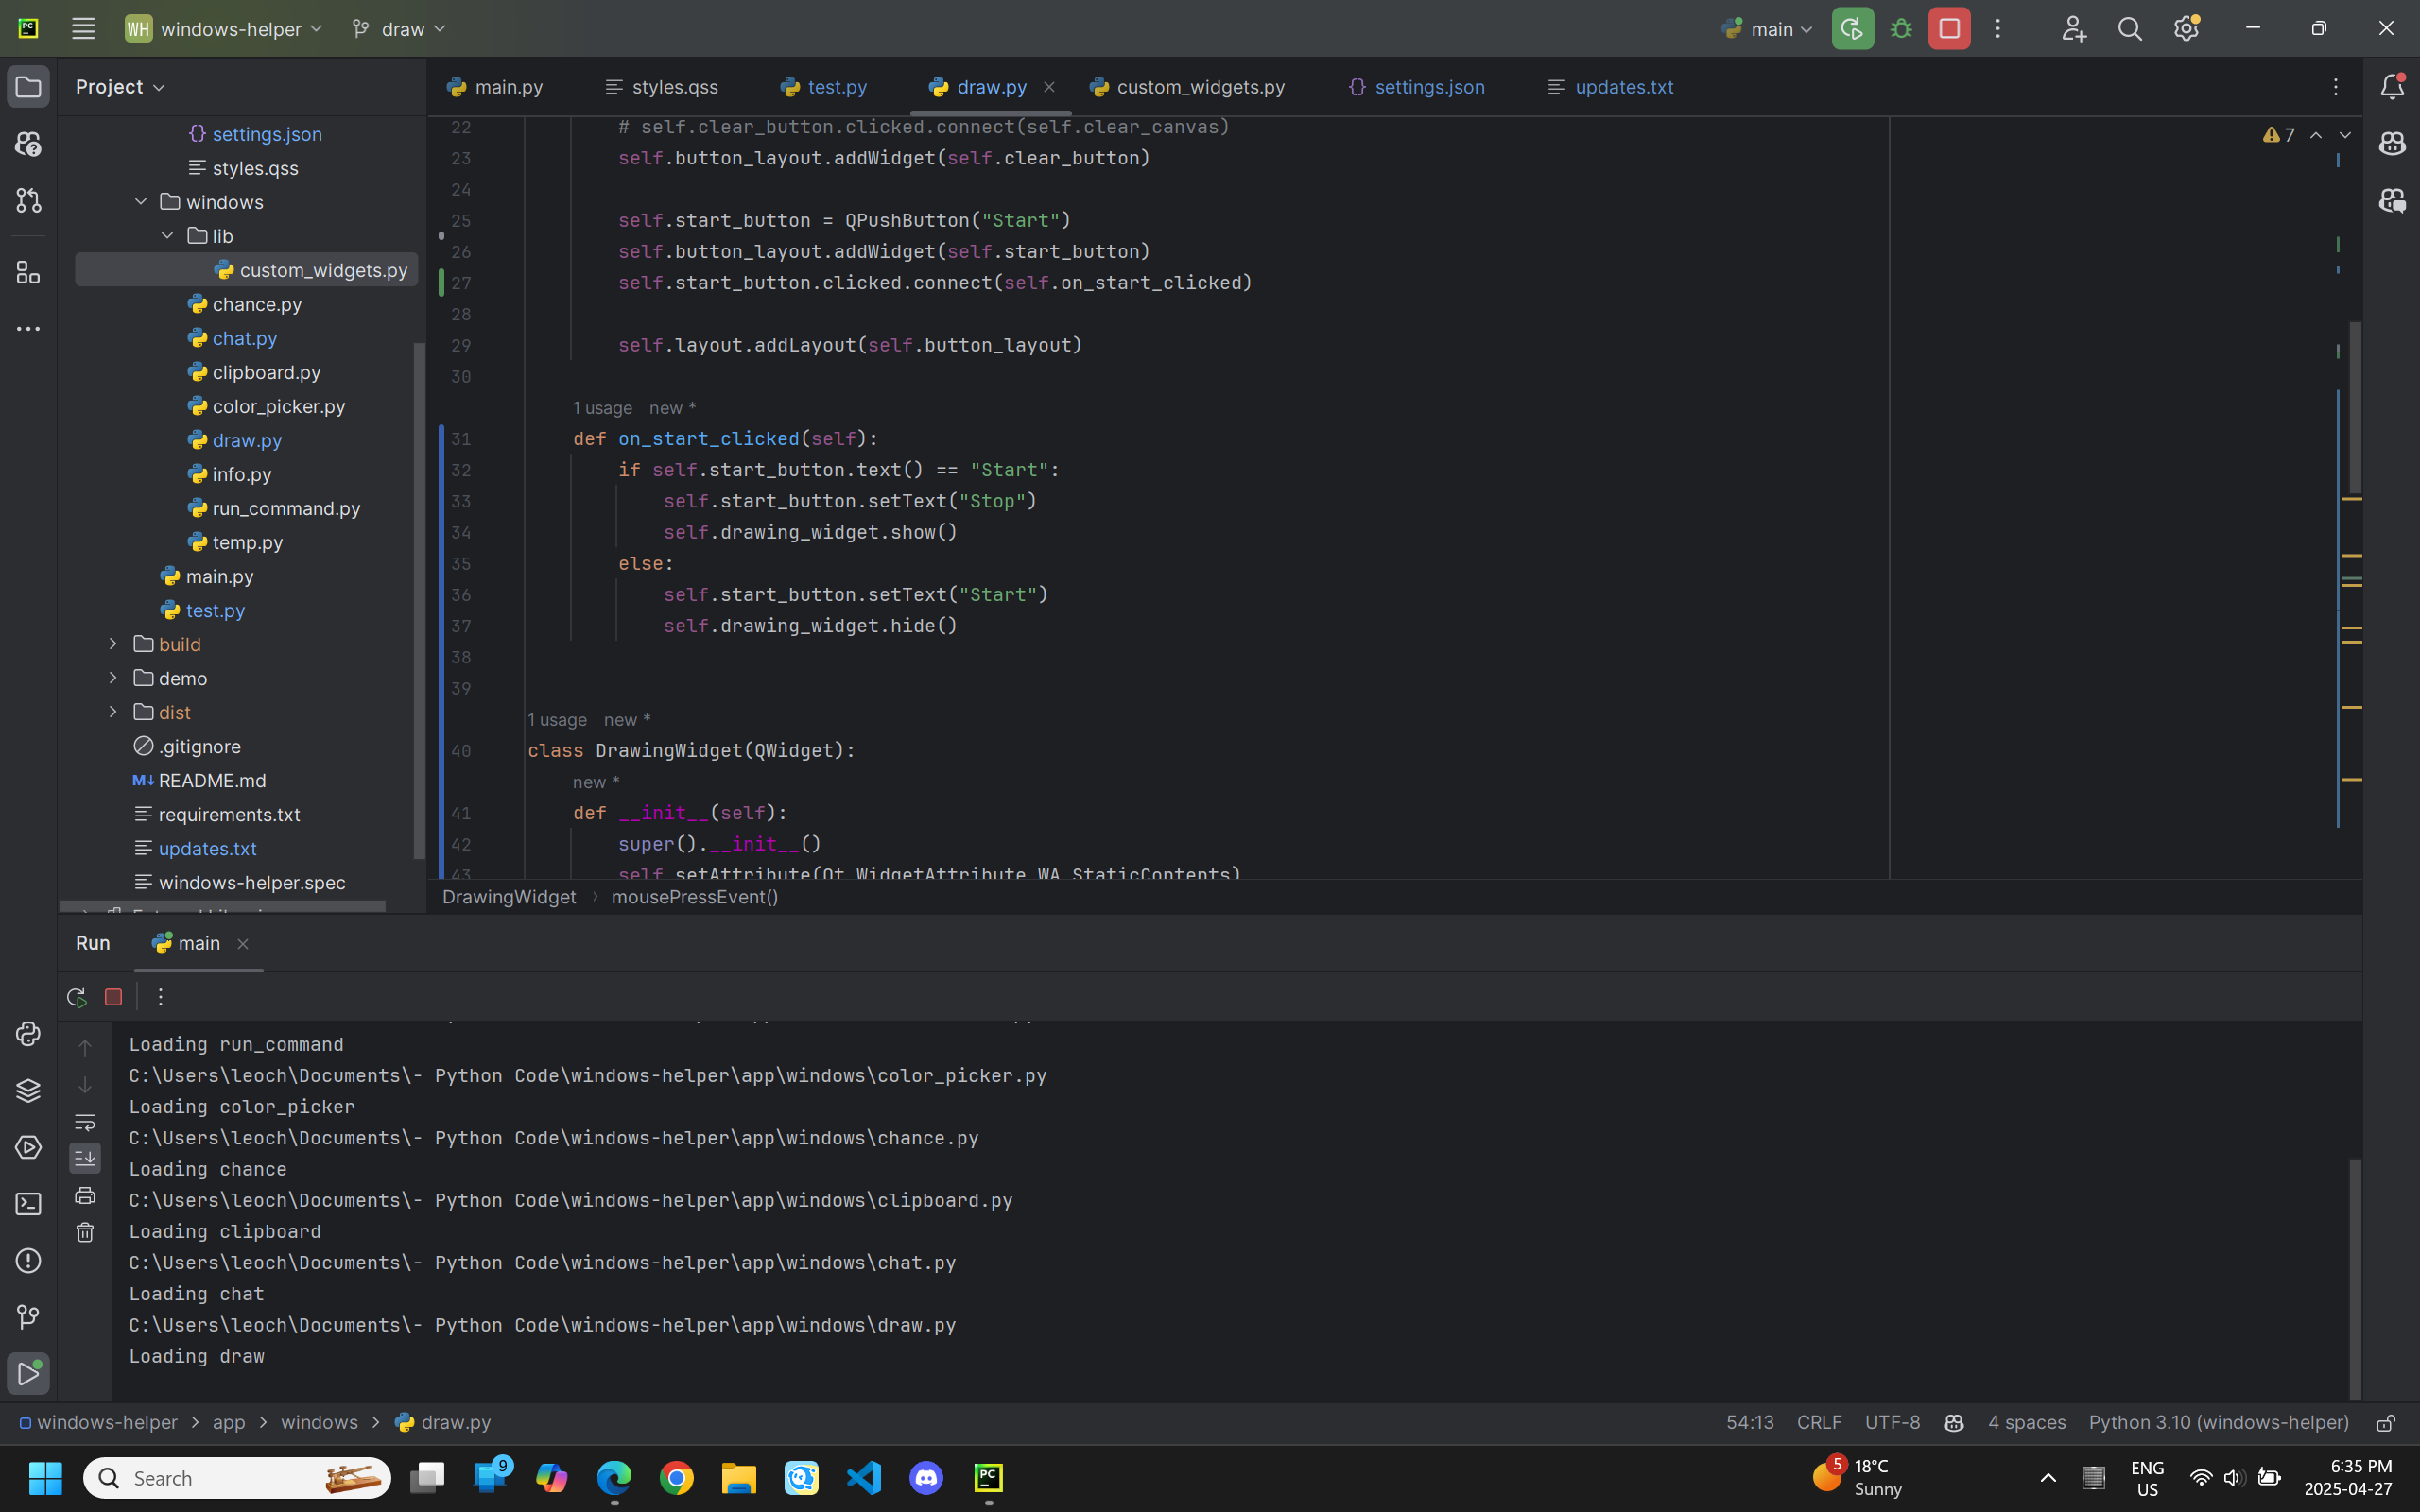 PC
WH windows-helper draw main
Project
settings.json
styles.qss
windows
lib
custom_widgets.py
chance.py
chat.py
clipboard.py
color_picker.py
draw.py
info.py
run_command.py
temp.py
main.py
test.py
build
demo
dist
.gitignore
M↓ README.md
requirements.txt
updates.txt
windows-helper.spec
main.py styles.qss test.py draw.py custom_widgets.py {} settings.json updates.txt
7
22 # self.clear_button.clicked.connect(self.clear_canvas)
23 self.button_layout.addWidget(self.clear_button)
24
25 self.start_button = QPushButton("Start")
26 self.button_layout.addWidget(self.start_button)
27 self.start_button.clicked.connect(self.on_start_clicked)
28
29 self.layout.addLayout(self.button_layout)
30
1 usage new *
31 def on_start_clicked(self):
32 if self.start_button.text() == "Start":
33 self.start_button.setText("Stop")
34 self.drawing_widget.show()
35 else:
36 self.start_button.setText("Start")
37 self.drawing_widget.hide()
38
39
1 usage new *
40 class DrawingWidget(QWidget):
new *
41 def __init__(self):
42 super().__init__()
43 self.setAttribute(Qt.WidgetAttribute.WA_StaticContents)
DrawingWidget › mousePressEvent()
Run main
Loading run_command
C:\Users\leoch\Documents\- Python Code\windows-helper\app\windows\color_picker.py
Loading color_picker
C:\Users\leoch\Documents\- Python Code\windows-helper\app\windows\chance.py
Loading chance
C:\Users\leoch\Documents\- Python Code\windows-helper\app\windows\clipboard.py
Loading clipboard
C:\Users\leoch\Documents\- Python Code\windows-helper\app\windows\chat.py
Loading chat
C:\Users\leoch\Documents\- Python Code\windows-helper\app\windows\draw.py
Loading draw
windows-helper > app > windows > draw.py 54:13 CRLF UTF-8 4 spaces Python 3.10 (windows-helper)
Search
9
PC
5
18°C
Sunny
ENG
US
6:35 PM
2025-04-27